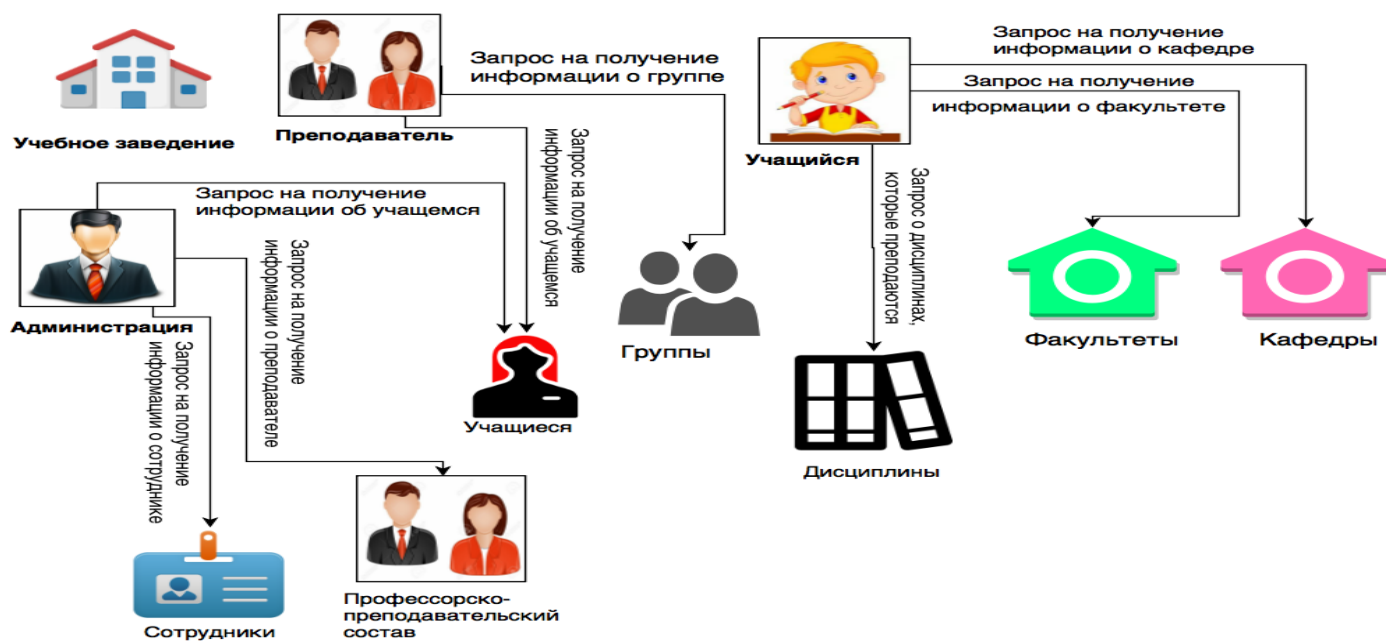 Учебное заведение
Преподаватель
Запрос на получение
информации о группе
Запрос на получение
информации об учащемся
Учащийся
Запрос на получение
информации о кафедре
Запрос на получение
информации о факультете
Запрос о дисциплинах,
которые преподаются
Администрация
Запрос на получение
информации об учащемся
Запрос на получение
информации о преподавателе
Запрос на получение
информации о сотруднике
Группы
Факультеты
Кафедры
Учащиеся
Дисциплины
Профессорско-
преподавательский
состав
Сотрудники